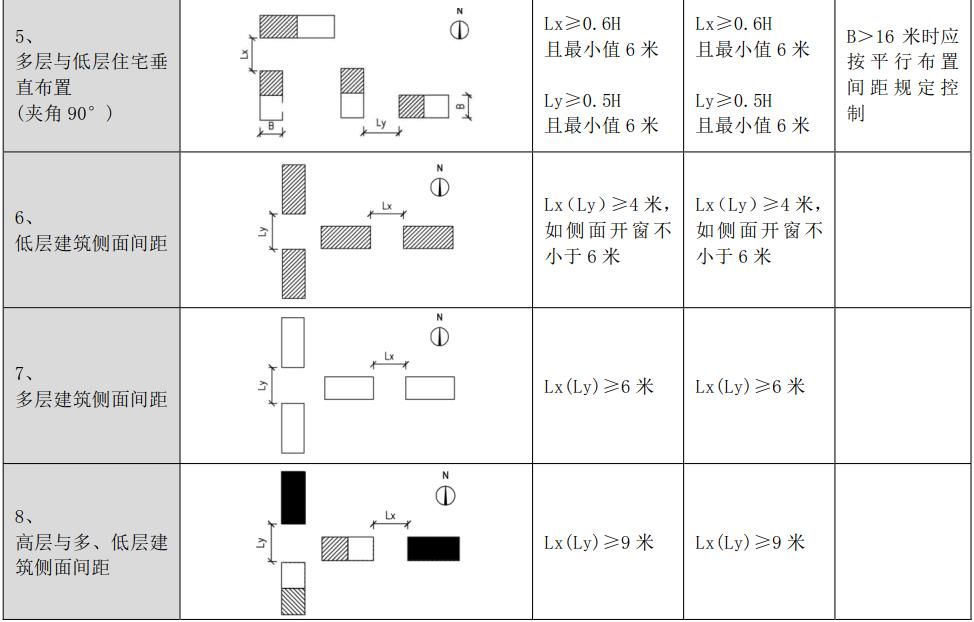 5、
多层与低层住宅垂
直布置
(夹角90°)
N
Lx
B
Ly
B
Lx≥0.6H
且最小值6米
Ly≥0.5H
且最小值6米
Lx≥0.6H
且最小值6米
Ly≥0.5H
且最小值6米
B＞16 米时应
按平行布置
间距规定控
制
6、
低层建筑侧面间距
N
Lx
Ly
Lx(Ly)≥4米,
如侧面开窗不
小于6米
Lx(Ly)≥4米,
如侧面开窗不
小于6米
7、
多层建筑侧面间距
N
Lx
Ly
Lx(Ly)≥6米
Lx(Ly)≥6米
8、
高层与多、低层建
筑侧面间距
N
Lx
Ly
Lx(Ly)≥9米
Lx(Ly)≥9米